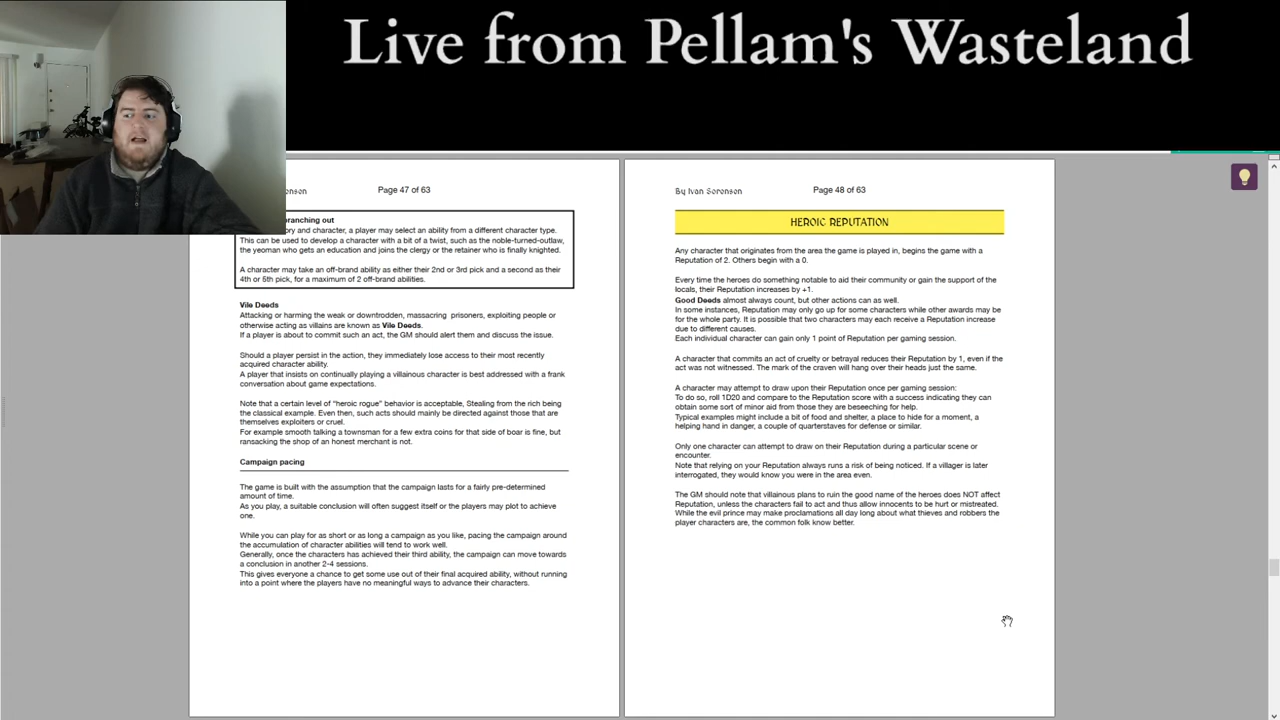 Live from Pellam's Wasteland
Page 47 of 63
branching out
ory and character, a player may select an ability from a different character type.
This can be used to develop a character with a bit of a twist, such as the noble-turned-outlaw,
the yeoman who gets an education and joins the clergy or the retainer who is finally knighted.
A character may take an off-brand ability as either their 2nd or 3rd pick and a second as their
4th or 5th pick, for a maximum of 2 off-brand abilities.
Vile Deeds
Attacking or harming the weak or downtrodden, massacring prisoners, exploiting people or
otherwise acting as villains are known as Vile Deeds.
If a player is about to commit such an act, the GM should alert them and discuss the issue.
Should a player persist in the action, they immediately lose access to their most recently
acquired character ability.
A player that insists on continually playing a villainous character is best addressed with a frank
conversation about game expectations.
Note that a certain level of "heroic rogue" behavior is acceptable, Stealing from the rich being
the classical example. Even then, such acts should mainly be directed against those that are
themselves exploiters or cruel.
For example smooth talking a townsman for a few extra coins for that side of boar is fine, but
ransacking the shop of an honest merchant is not.
Campaign pacing
The game is built with the assumption that the campaign lasts for a fairly pre-determined
amount of time.
As you play, a suitable conclusion will often suggest itself or the players may plot to achieve
one.
While you can play for as short or as long a campaign as you like, pacing the campaign around
the accumulation of character abilities will tend to work well.
Generally, once the characters has achieved their third ability, the campaign can move towards
a conclusion in another 2-4 sessions.
This gives everyone a chance to get some use out of their final acquired ability, without running
into a point where the players have no meaningful ways to advance their characters.
By Ivan Sorensen
Page 48 of 63
HEROIC REPUTATION
Any character that originates from the area the game is played in, begins the game with a
Reputation of 2. Others begin with a 0.
Every time the heroes do something notable to aid their community or gain the support of the
locals, their Reputation increases by +1.
Good Deeds almost always count, but other actions can as well.
In some instances, Reputation may only go up for some characters while other awards may be
for the whole party. It is possible that two characters may each receive a Reputation increase
due to different causes.
Each individual character can gain only 1 point of Reputation per gaming session.
A character that commits an act of cruelty or betrayal reduces their Reputation by 1, even if the
act was not witnessed. The mark of the craven will hang over their heads just the same.
A character may attempt to draw upon their Reputation once per gaming session:
To do so, roll 1D20 and compare to the Reputation score with a success indicating they can
obtain some sort of minor aid from those they are beseeching for help.
Typical examples might include a bit of food and shelter, a place to hide for a moment, a
helping hand in danger, a couple of quarterstaves for defense or similar.
Only one character can attempt to draw on their Reputation during a particular scene or
encounter.
Note that relying on your Reputation always runs a risk of being noticed. If a villager is later
interrogated, they would know you were in the area even.
The GM should note that villainous plans to ruin the good name of the heroes does NOT affect
Reputation, unless the characters fail to act and thus allow innocents to be hurt or mistreated.
While the evil prince may make proclamations all day long about what thieves and robbers the
player characters are, the common folk know better.